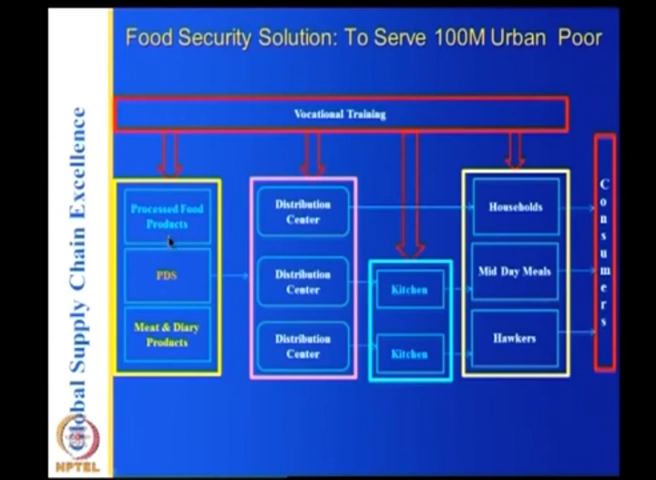 Food Security Solution: To Serve 100M Urban Poor
Global Supply Chain Excellence
Vocational Training
Processed Food
Products
PDS
Meat & Diary
Products
Distribution
Center
Distribution
Center
Distribution
Center
Kitchen
Kitchen
Households
Mid Day Meals
Hawkers
Consumers
NPTEL